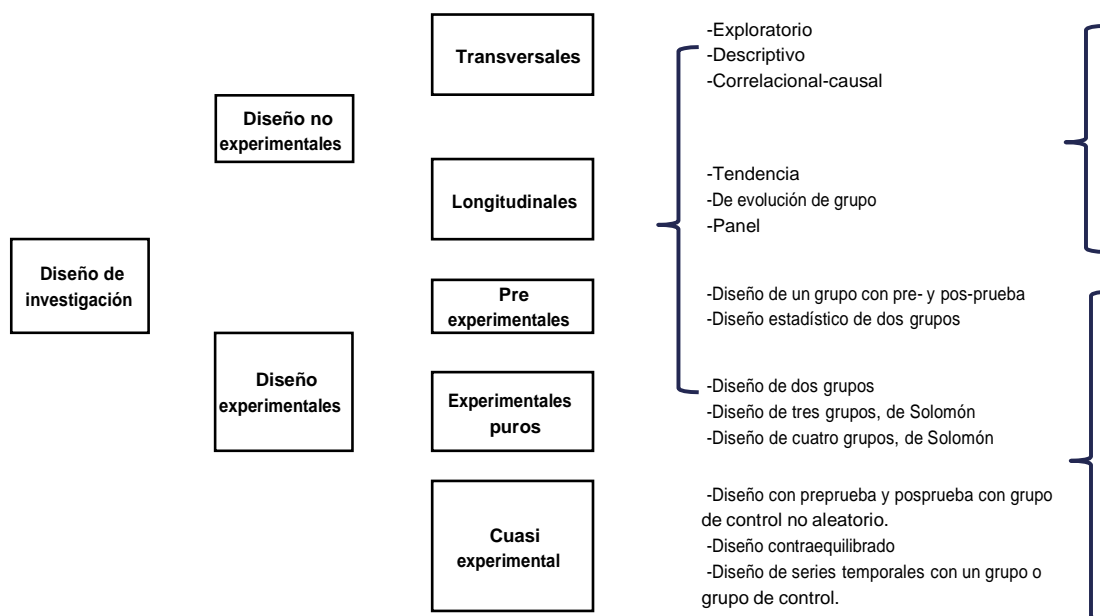 Diseño de
investigación
Diseño no
experimentales
Diseño
experimentales
Transversales
Longitudinales
Pre
experimentales
Experimentales
puros
Cuasi
experimental
-Exploratorio
-Descriptivo
-Correlacional-causal
-Tendencia
-De evolución de grupo
-Panel
-Diseño de un grupo con pre- y pos-prueba
-Diseño estadístico de dos grupos
-Diseño de dos grupos
-Diseño de tres grupos, de Solomón
-Diseño de cuatro grupos, de Solomón
-Diseño con preprueba y posprueba con grupo
de control no aleatorio.
-Diseño contraequilibrado
-Diseño de series temporales con un grupo o
grupo de control.